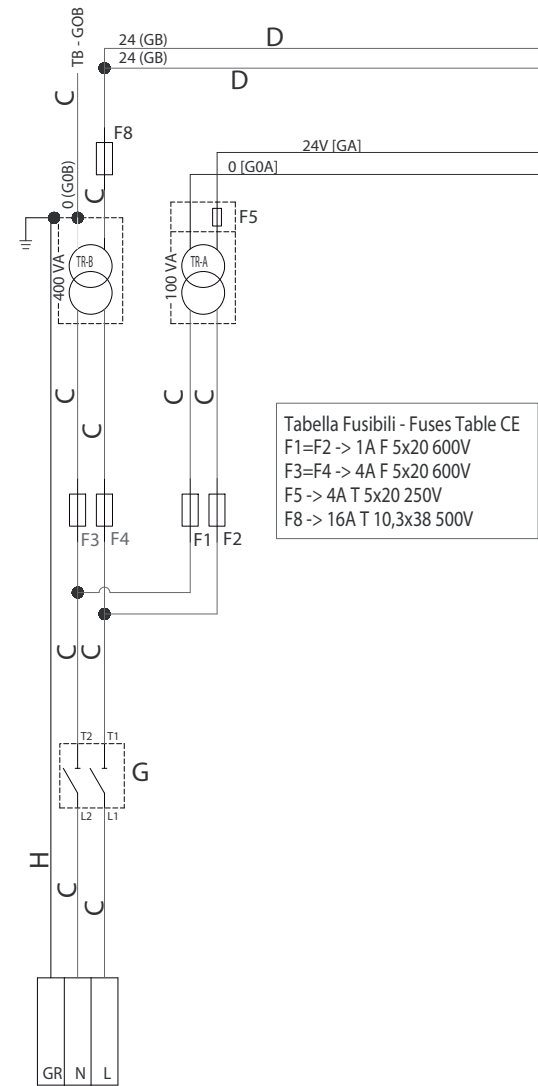 TB - GOB
24 (GB)
D
24 (GB)
D
C
F8
24V [GA]
0 [G0A]
0 (G0B)
C
F5
400 VA
TR-B
100 VA
TR-A
C
C
C
C
Tabella Fusibili - Fuses Table CE
F1=F2 -> 1A F 5x20 600V
F3=F4 -> 4A F 5x20 600V
F5 -> 4A T 5x20 250V
F8 -> 16A T 10,3x38 500V
F3
F4
F1
F2
C
C
T2
T1
G
L2
L1
H
C
C
GR
N
L